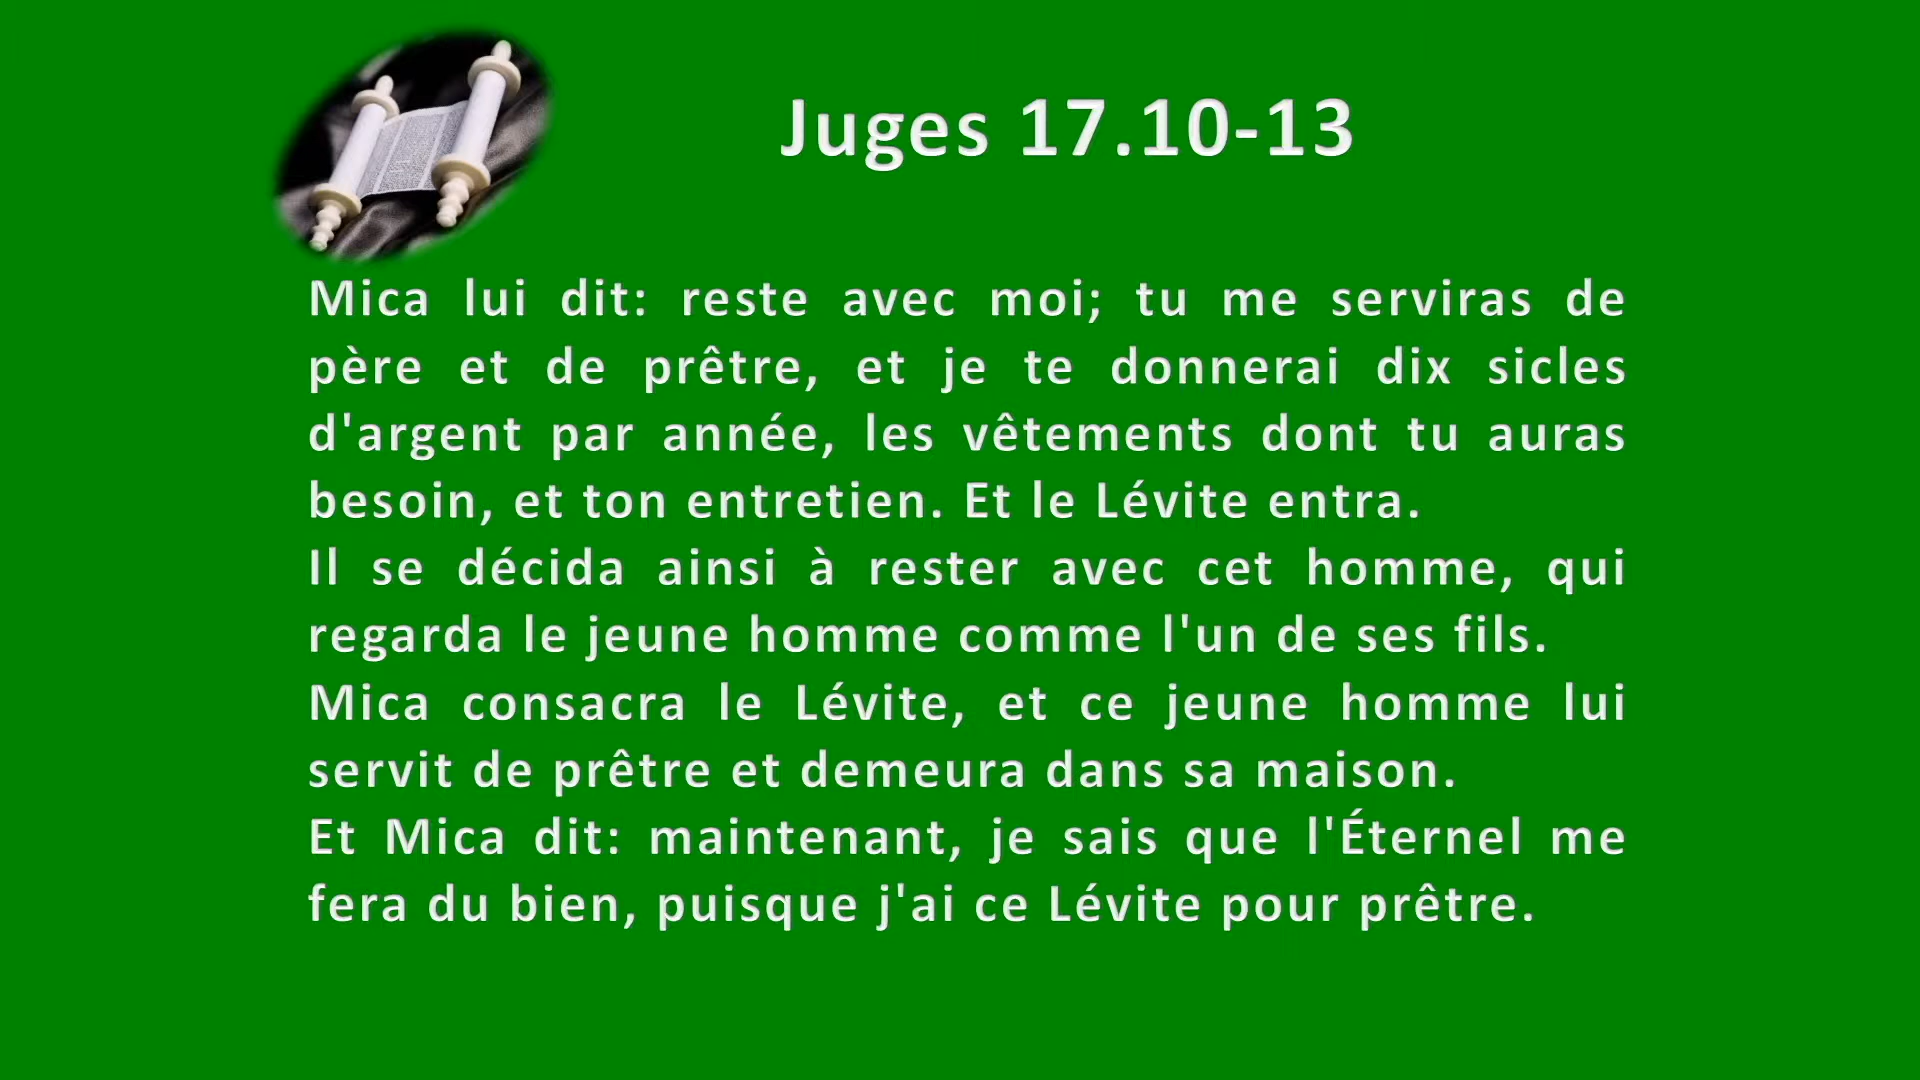 Juges 17.10-13
Mica lui dit: reste avec moi; tu me serviras de
père et de prêtre, et je te donnerai dix sicles
d'argent par année, les vêtements dont tu auras
besoin, et ton entretien. Et le Lévite entra.
Il se décida ainsi à rester avec cet homme, qui
regarda le jeune homme comme l'un de ses fils.
Mica consacra le Lévite, et ce jeune homme lui
servit de prêtre et demeura dans sa maison.
Et Mica dit: maintenant, je sais que l'Éternel me
fera du bien, puisque j'ai ce Lévite pour prêtre.